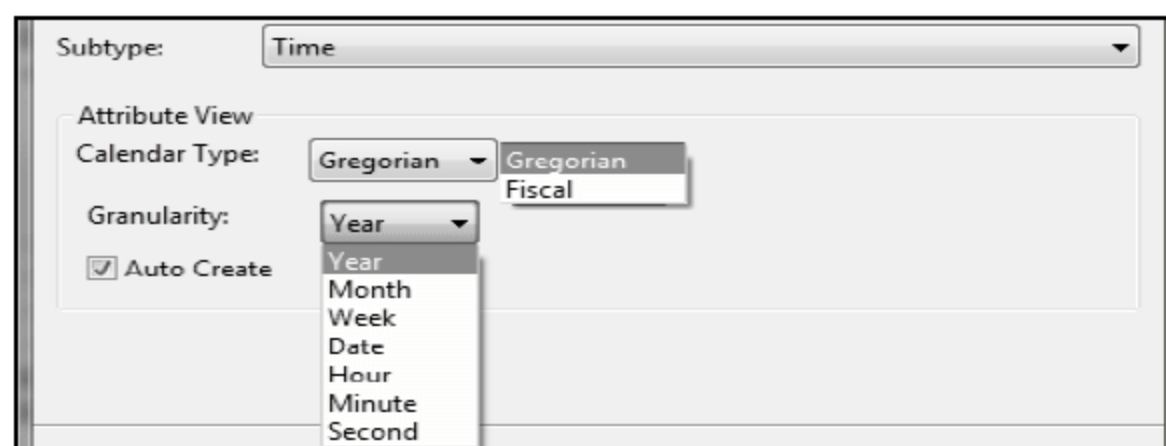 Subtype: Time
Attribute View
Calendar Type: Gregorian Gregorian
Fiscal
Granularity: Year
Year
Auto Create
Month
Week
Date
Hour
Minute
Second